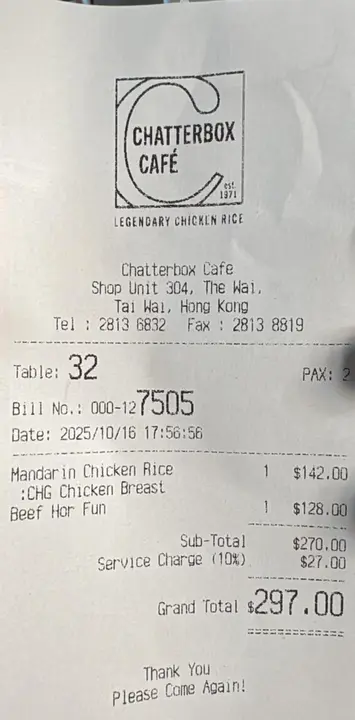 CHATTERBOX
CAFÉ
est.
1971
LEGENDARY CHICKEN RICE
Chatterbox Cafe
Shop Unit 304, The Wai,
Tai Wai, Hong Kong
Tel : 2813 6832 Fax : 2813 8819
Table: 32 PAX: 2
Bill No.: 000-127505
Date: 2025/10/16 17:56:56
Mandarin Chicken Rice 1 $142.00
:CHG Chicken Breast
Beef Hor Fun 1 $128.00
Sub-Total $270.00
Service Charge (10%) $27.00
Grand Total $297.00
Thank You
Please Come Again!